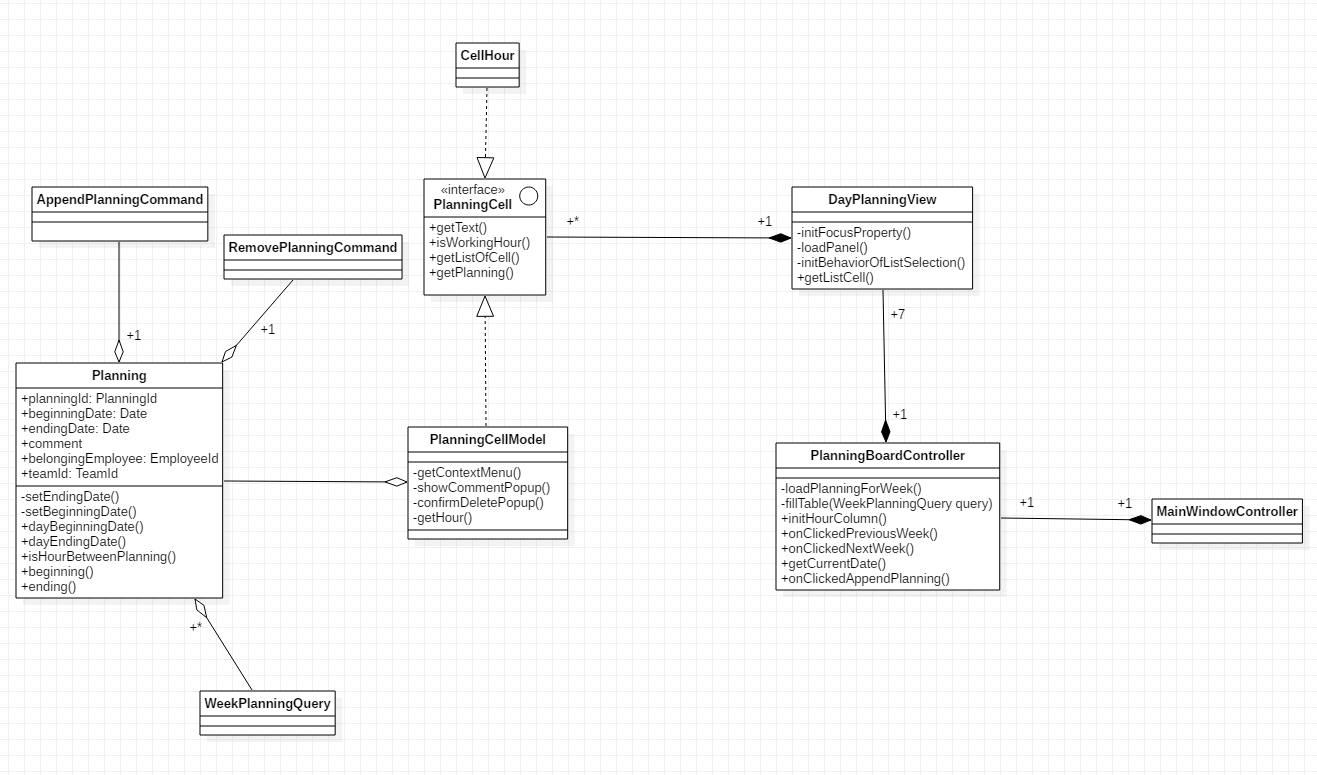 CellHour
AppendPlanningCommand
RemovePlanningCommand
«interface»
PlanningCell
+getText()
+isWorkingHour()
+getListOfCell()
+getPlanning()
+*
+1
DayPlanningView
-initFocusProperty()
-loadPanel()
-initBehaviorOfListSelection()
+getListCell()
+1
+1
+7
+1
Planning
+planningId: PlanningId
+beginningDate: Date
+endingDate: Date
+comment
+belongingEmployee: EmployeeId
+teamId: TeamId
-setEndingDate()
-setBeginningDate()
+dayBeginningDate()
+dayEndingDate()
+isHourBetweenPlanning()
+beginning()
+ending()
PlanningCellModel
-getContextMenu()
-showCommentPopup()
-confirmDeletePopup()
-getHour()
PlanningBoardController
-loadPlanningForWeek()
-fillTable(WeekPlanningQuery query)
+initHourColumn()
+onClickedPreviousWeek()
+onClickedNextWeek()
+getCurrentDate()
+onClickedAppendPlanning()
+1
+1
MainWindowController
+*
WeekPlanningQuery